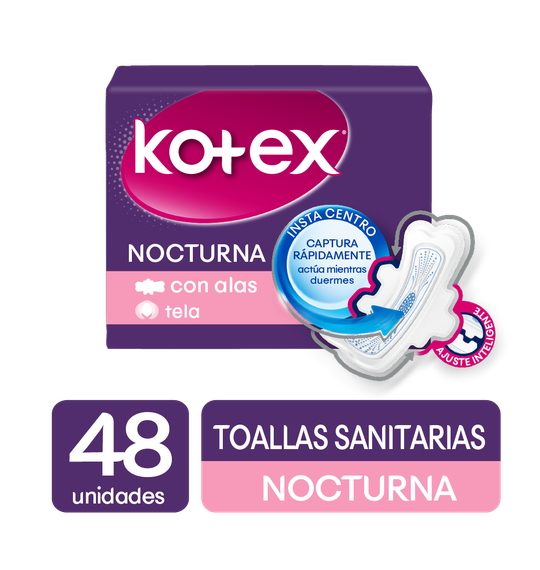 kotex
NOCTURNA
con alas
tela
INSTA CENTRO
CAPTURA
RÁPIDAMENTE
actúa mientras
duermes
AJUSTE INTELIGENTE
48
unidades
TOALLAS SANITARIAS
NOCTURNA